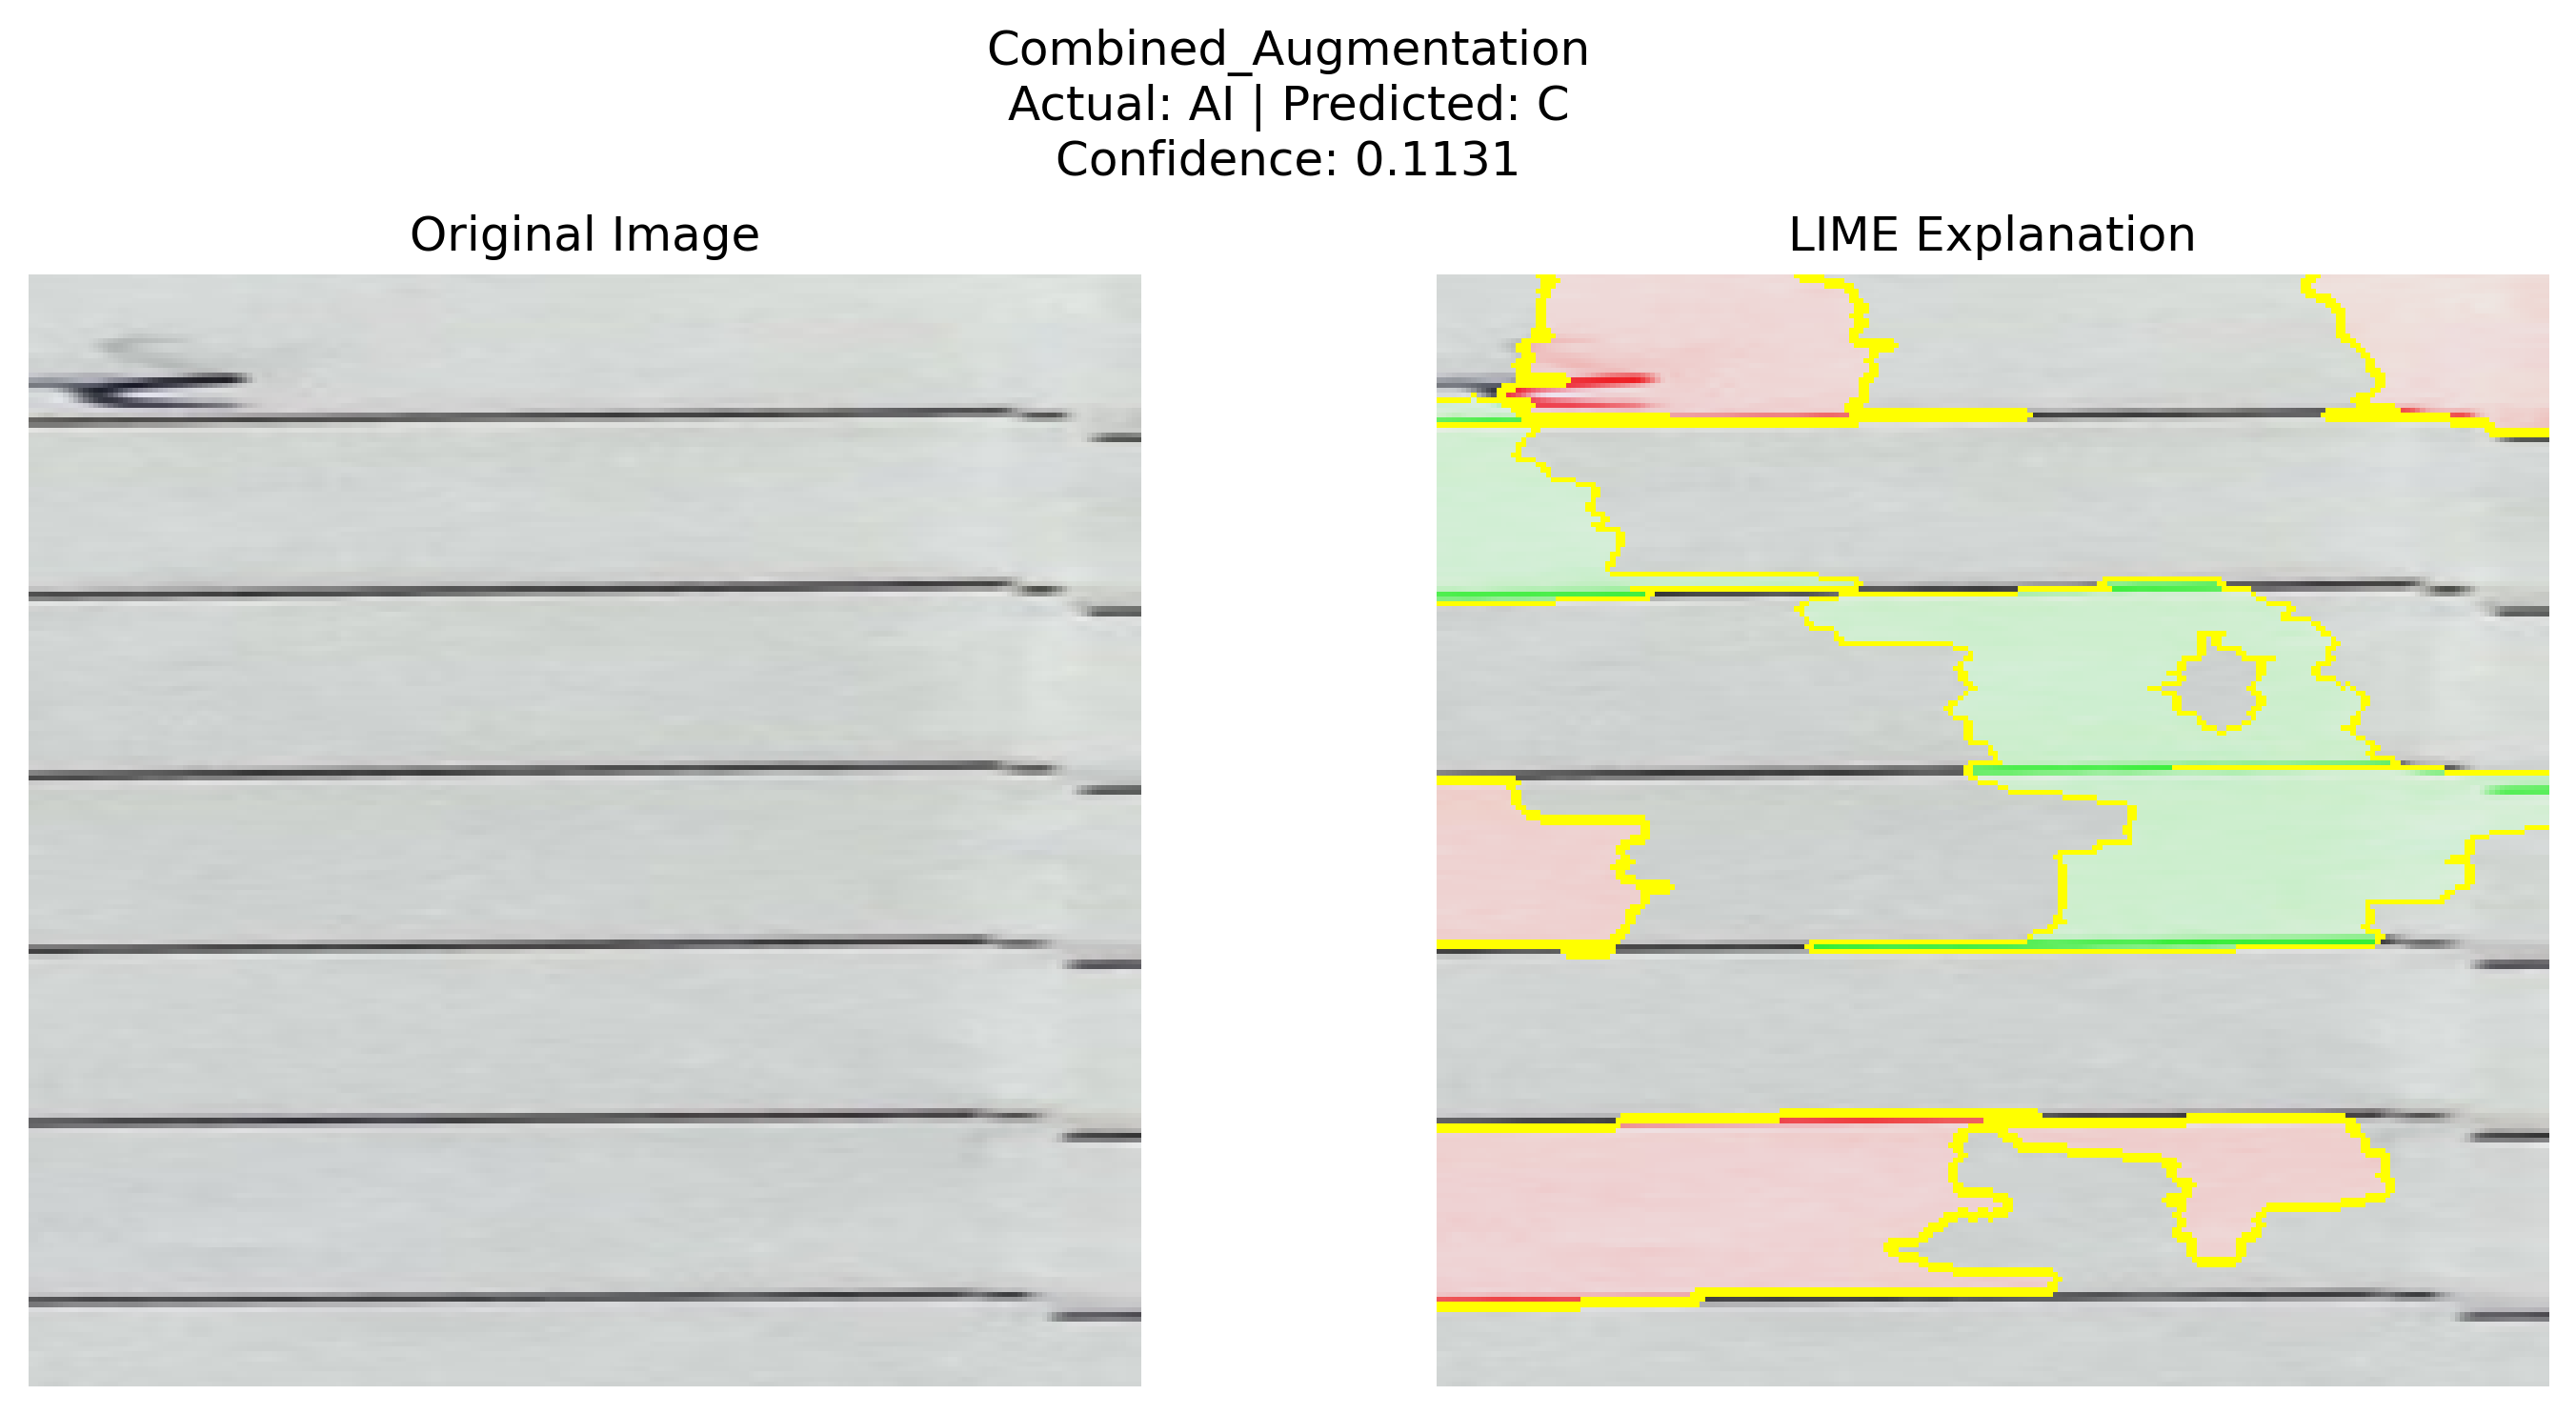 Combined_Augmentation
Actual: AI | Predicted: C
Confidence: 0.1131
Original Image
LIME Explanation